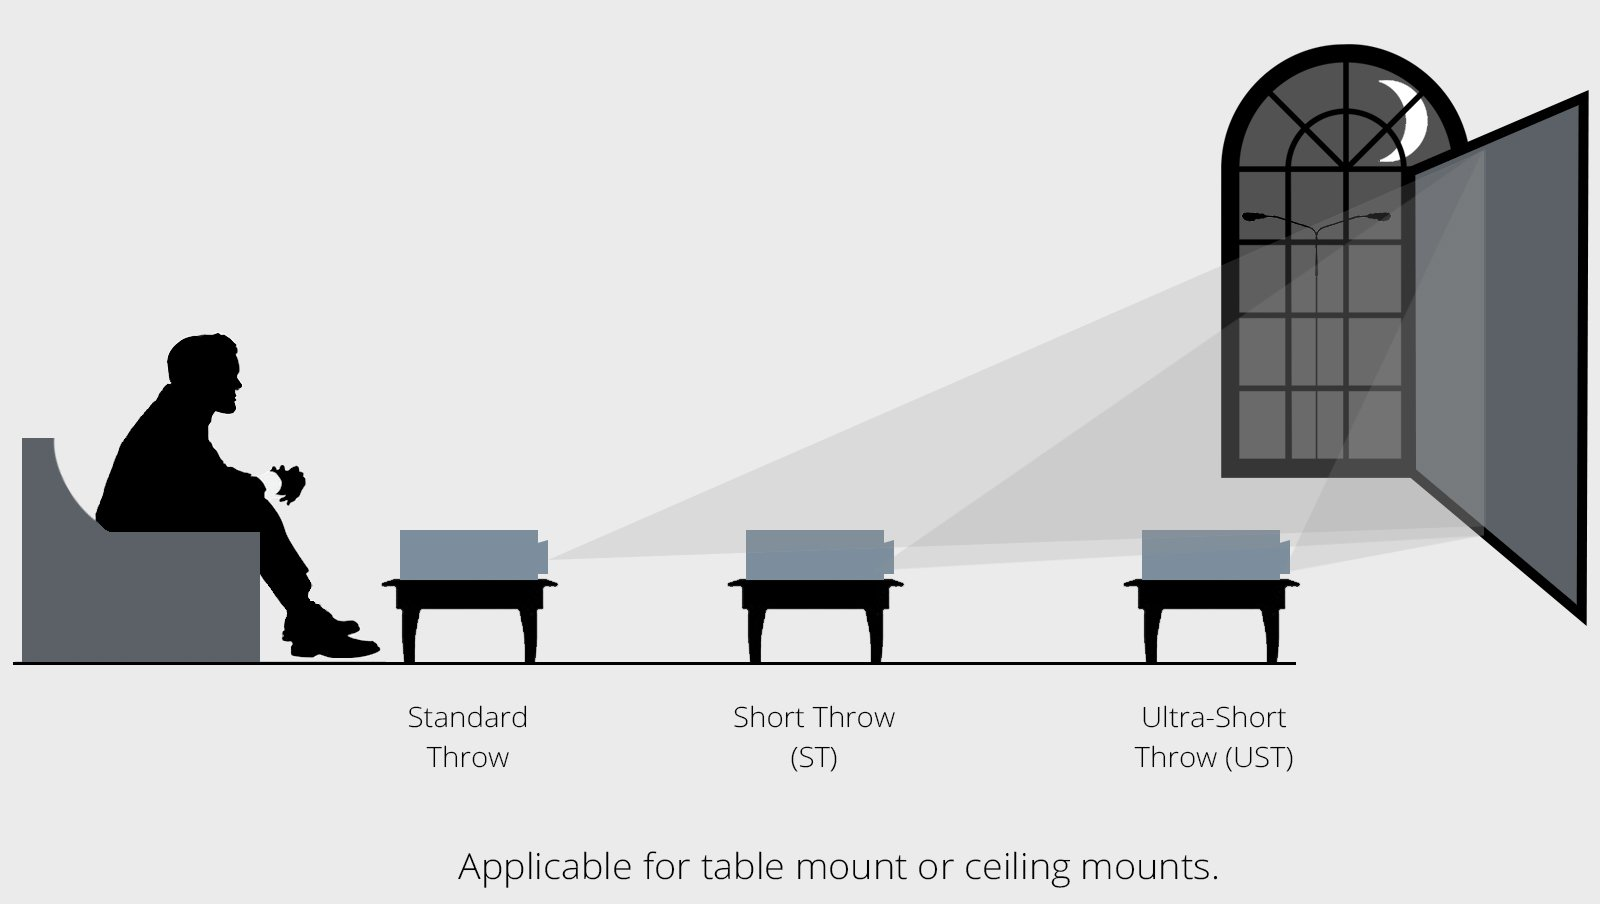 Standard
Throw
Short Throw
(ST)
Ultra-Short
Throw (UST)
Applicable for table mount or ceiling mounts.